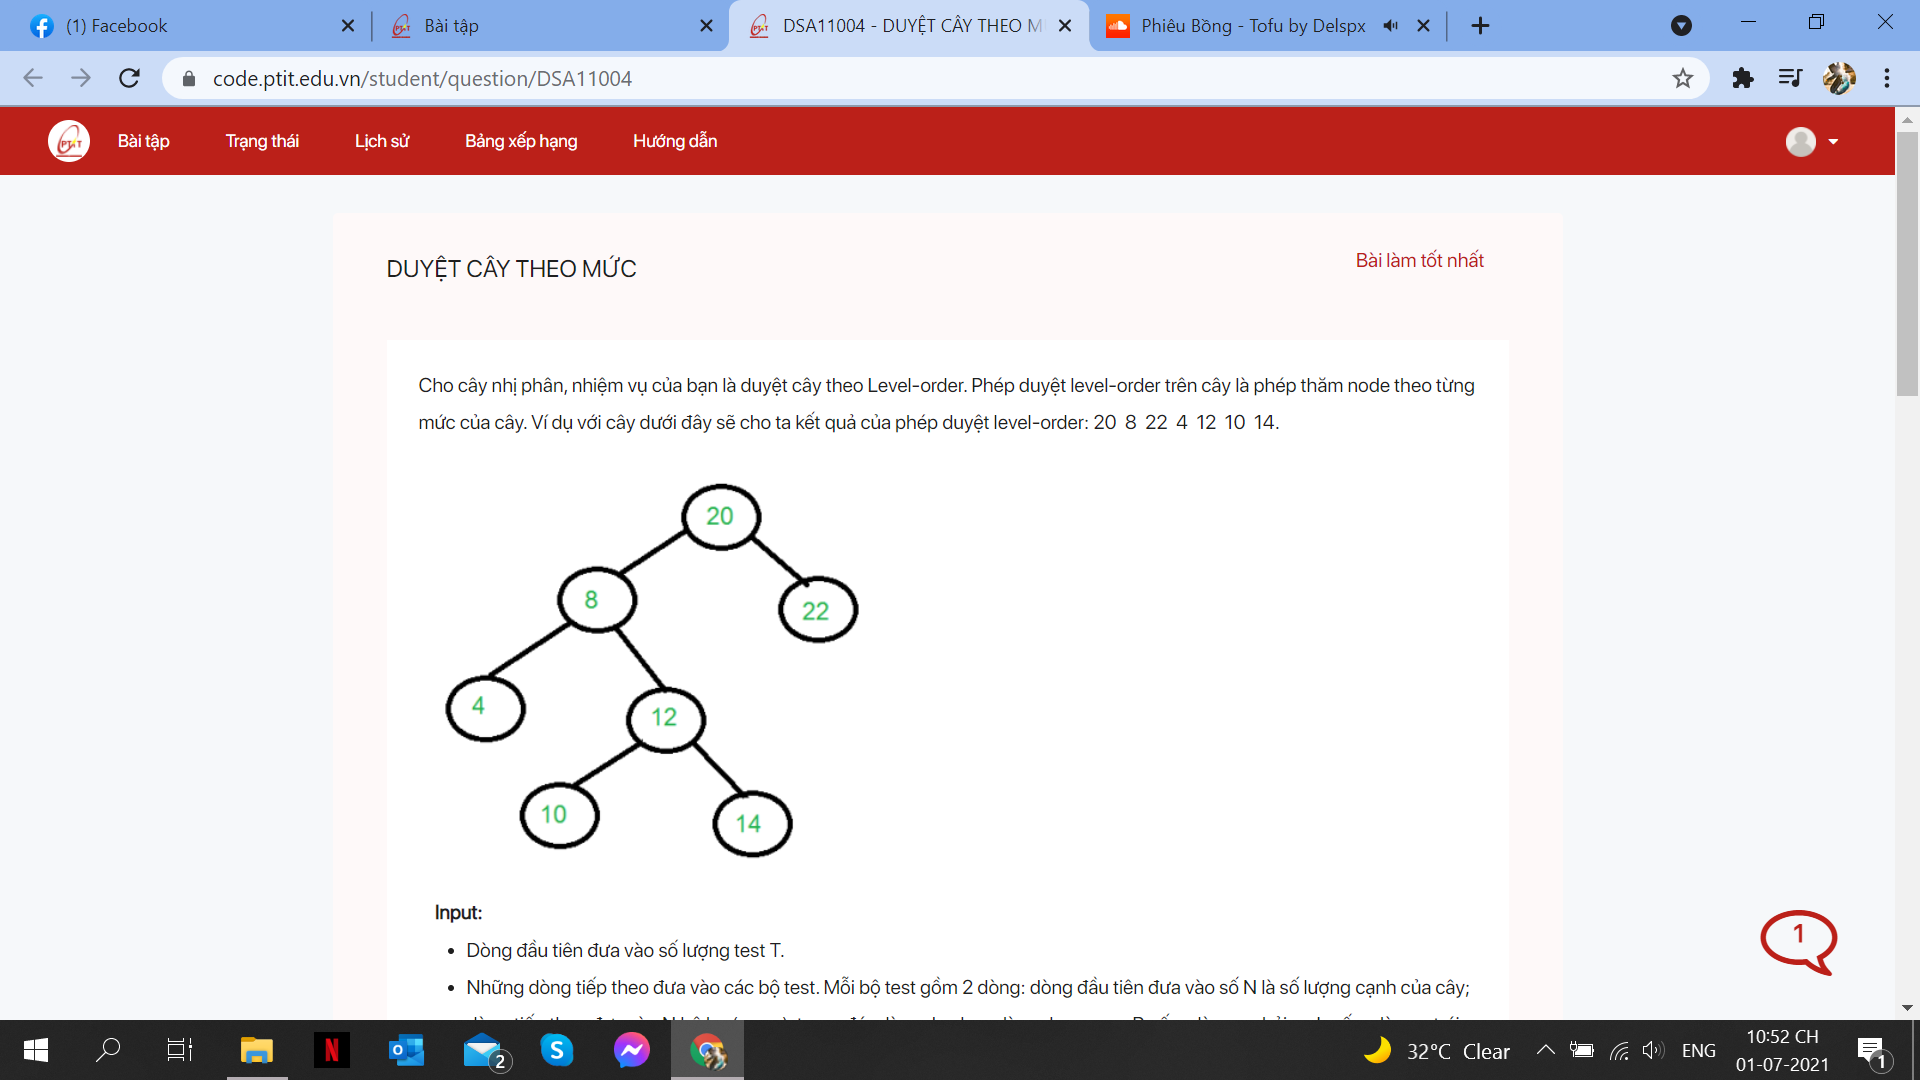 (1) Facebook
Bài tập
DSA11004 - DUYỆT CÂY THEO M
Phiêu Bồng - Tofu by Delspx
code.ptit.edu.vn/student/question/DSA11004
Bài tập
Trạng thái
Lịch sử
Bảng xếp hạng
Hướng dẫn
DUYỆT CÂY THEO MỨC
Bài làm tốt nhất
Cho cây nhị phân, nhiệm vụ của bạn là duyệt cây theo Level-order. Phép duyệt level-order trên cây là phép thăm node theo từng
mức của cây. Ví dụ với cây dưới đây sẽ cho ta kết quả của phép duyệt level-order: 20 8 22 4 12 10 14.
20
8
22
4
12
10
14
Input:
Dòng đầu tiên đưa vào số lượng test T.
Những dòng tiếp theo đưa vào các bộ test. Mỗi bộ test gồm 2 dòng: dòng đầu tiên đưa vào số N là số lượng cạnh của cây;
1
2
32°C Clear
ENG
10:52 CH
01-07-2021
1